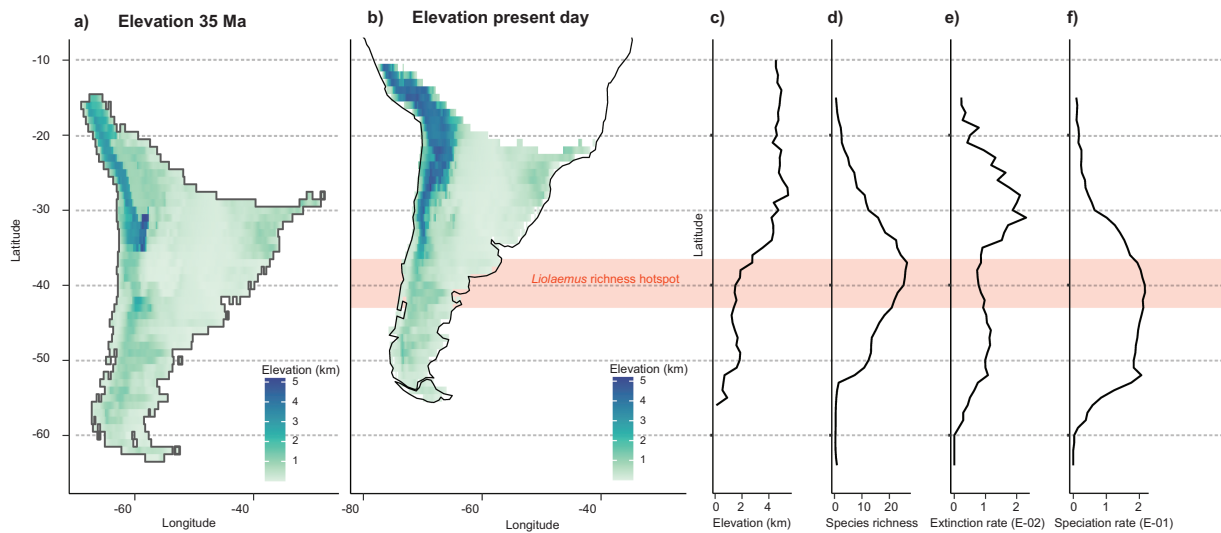 a) Elevation 35 Ma
b) Elevation present day
c)
d)
e)
f)
Latitude
-10
-20
-30
-40
-50
-60
Elevation (km)
5
4
3
2
1
-60
-40
Longitude
Liolaemus richness hotspot
Elevation (km)
5
4
3
2
1
-80
-60
-40
Longitude
Latitude
0
2
4
Elevation (km)
0
10
20
Species richness
0
1
2
Extinction rate (E-02)
0
1
2
Speciation rate (E-01)